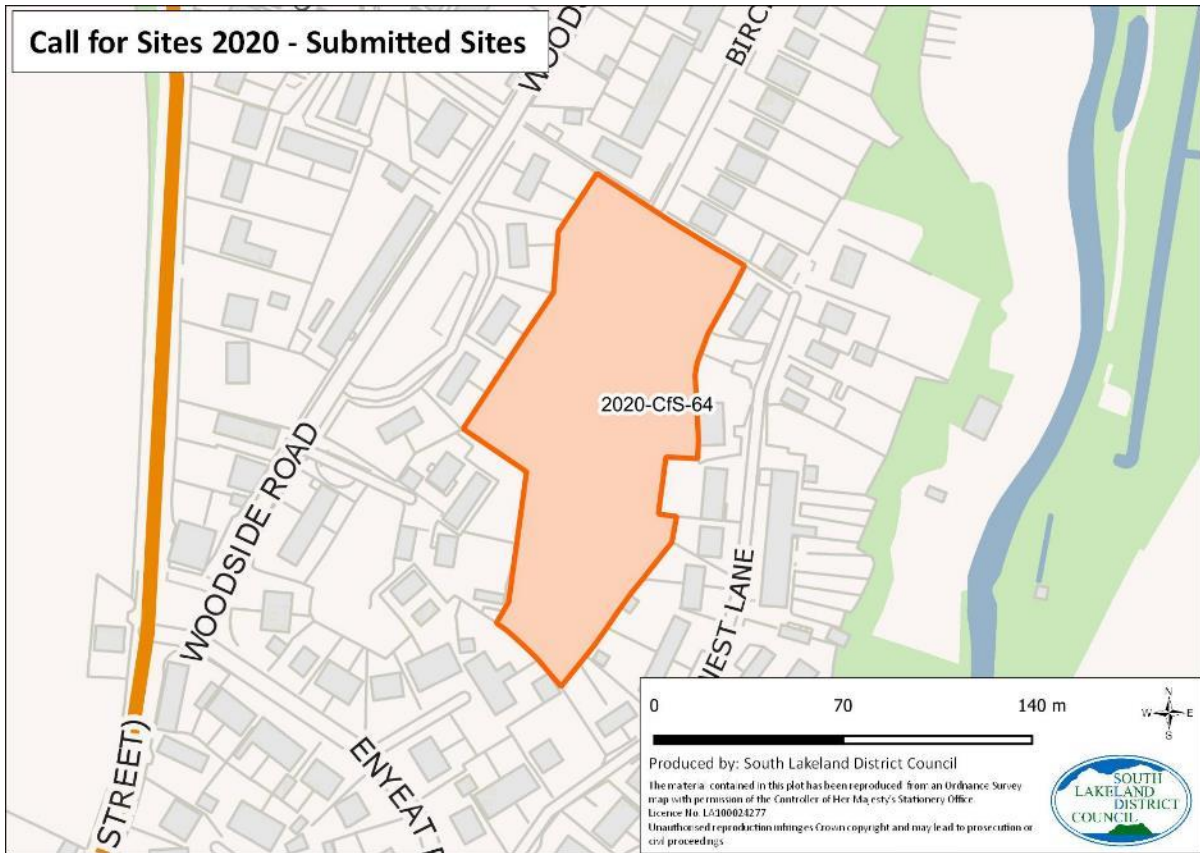 Call for Sites 2020 - Submitted Sites
BIRC
2020-CfS-64
WOODSIDE ROAD
NEST LANE
STREET)
ENYEAT
0 70 140 m
N
W E
S
Produced by: South Lakeland District Council
The material contained in this plot has been reproduced from an Ordnance Survey
map with permission of the Controller of Her Majesty's Stationery Office
Licence No. LA100024277
Unauthorised reproduction infringes Crown copyright and may lead to prosecution or
civil proceedings
SOUTH
LAKELAND
DISTRICT
COUNCIL